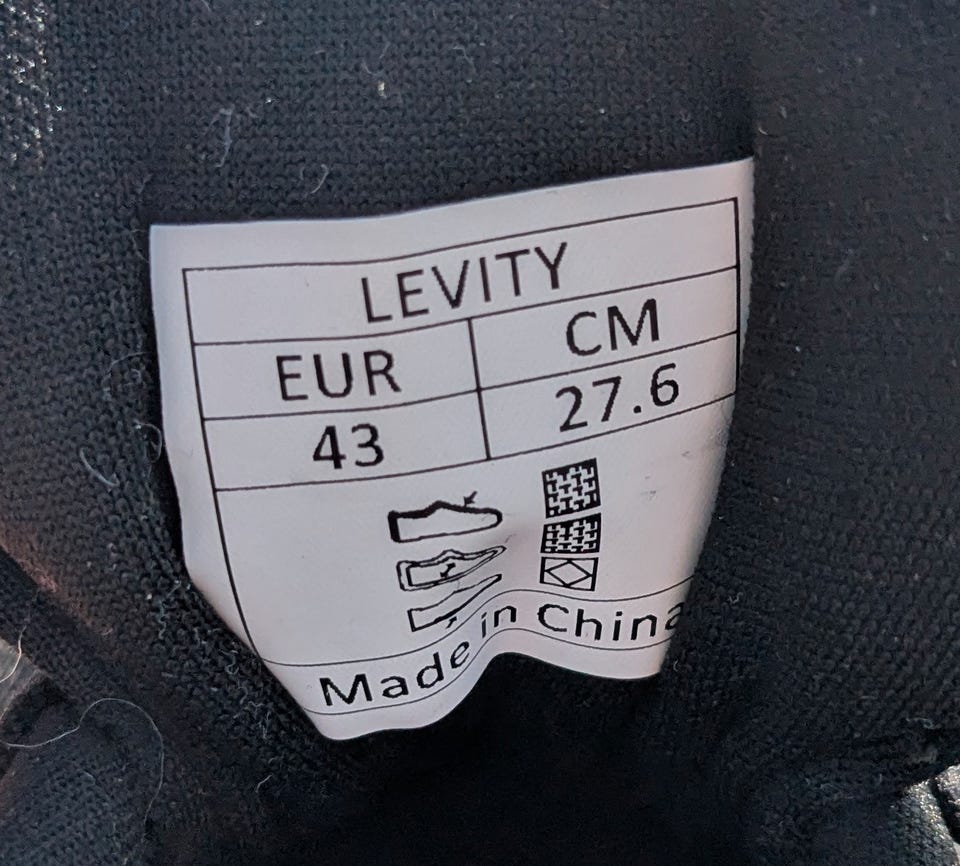 LEVITY
EUR CM
43 27.6
Made in China